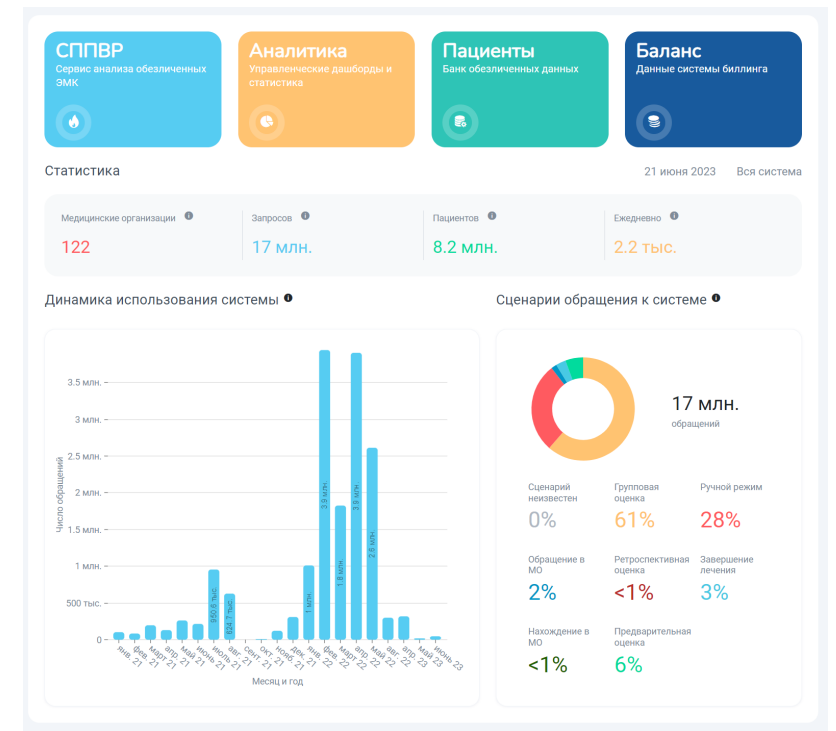 СППВР
Сервис анализа обезличенных
ЭМК
Аналитика
Управленческие дашборды и
статистика
Пациенты
Банк обезличенных данных
Баланс
Данные системы биллинга
Статистика
21 июня 2023
Вся система
Медицинские организации
122
Запросов
17 млн.
Пациентов
8.2 млн.
Ежедневно
2.2 тыс.
Динамика использования системы
Число обращений
3.5 млн.
3 млн.
2.5 млн.
2 млн.
1.5 млн.
1 млн.
500 тыс.
0
950.6 тыс.
624.7 тыс.
1 млн.
3.9 млн.
1.8 млн.
3.9 млн.
2.6 млн.
янв. 21
фев. 21
март 21
апр. 21
май 21
июнь 21
июль 21
авг. 21
сент. 21
окт. 21
нояб. 21
дек. 21
янв. 22
фев. 22
март 22
апр. 22
май 22
авг. 22
апр. 23
май 23
июнь 23
Месяц и год
Сценарии обращения к системе
17 млн.
обращений
Сценарий
неизвестен
0%
Групповая
оценка
61%
Ручной режим
28%
Обращение в
МО
2%
Ретроспективная
оценка
<1%
Завершение
лечения
3%
Нахождение в
МО
<1%
Предварительная
оценка
6%